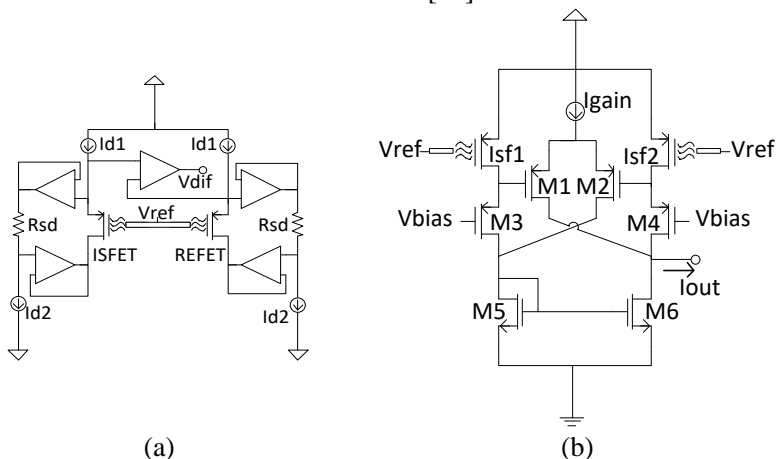 Id1
Id1
Vdif
Vref
Rsd
Rsd
ISFET
REFET
Id2
Id2
(a)
Igain
Vref
Isf1
Isf2
Vref
M1
M2
Vbias
M3
M4
Vbias
Iout
M5
M6
(b)